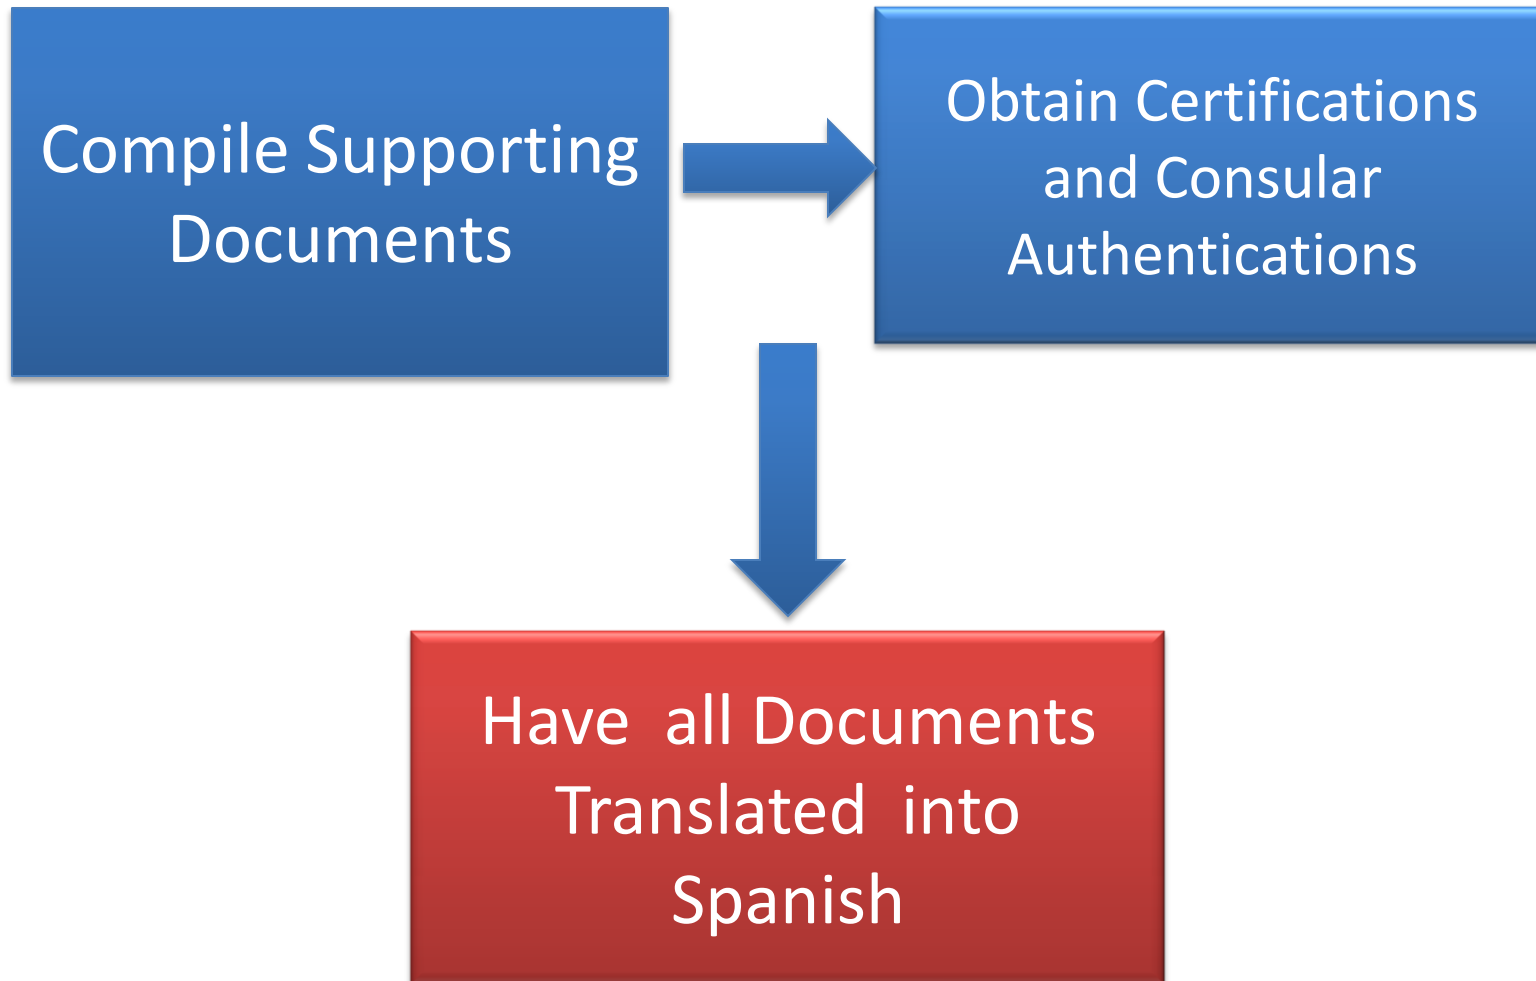 Compile Supporting
Documents
Obtain Certifications
and Consular
Authentications
Have  all Documents
Translated  into
Spanish